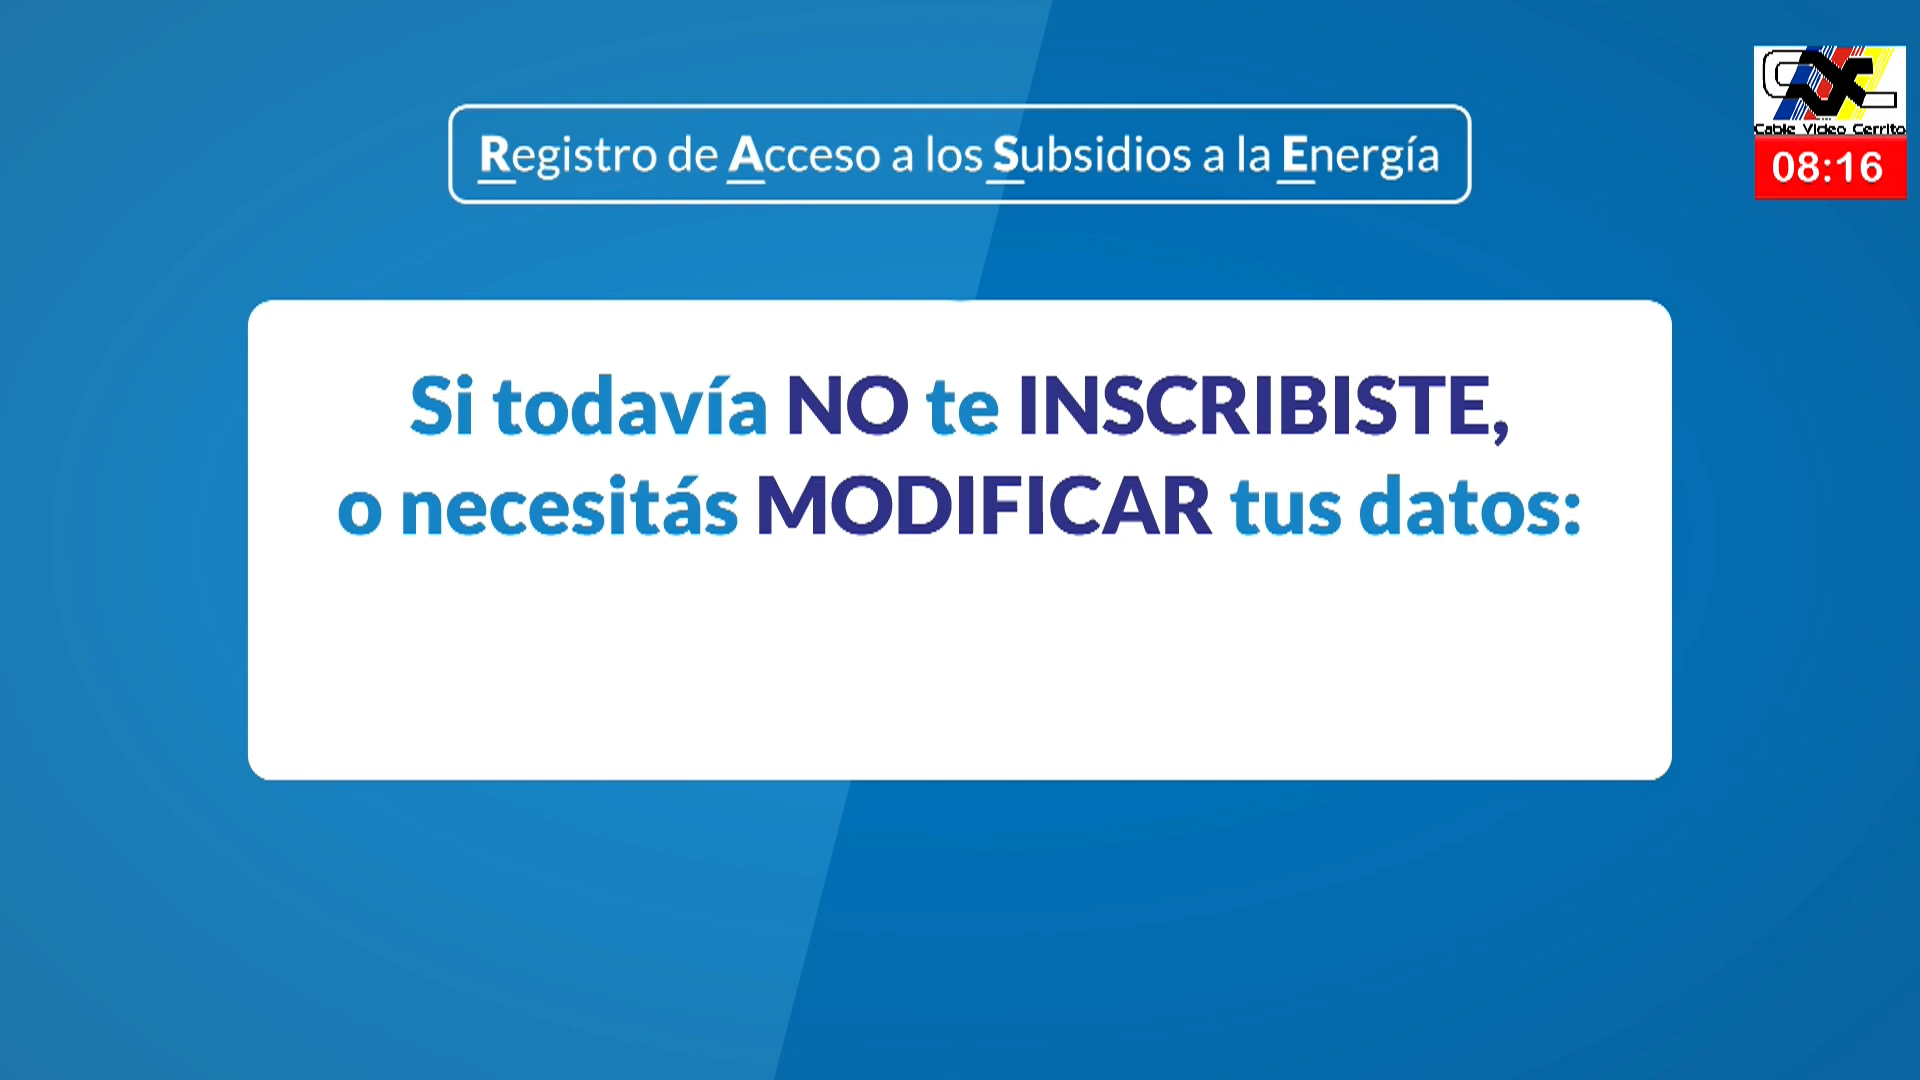 Registro de Acceso a los Subsidios a la Energía
Cable Video Cerrito
08:16
Si todavía NO te INSCRIBISTE,
o necesitás MODIFICAR tus datos: